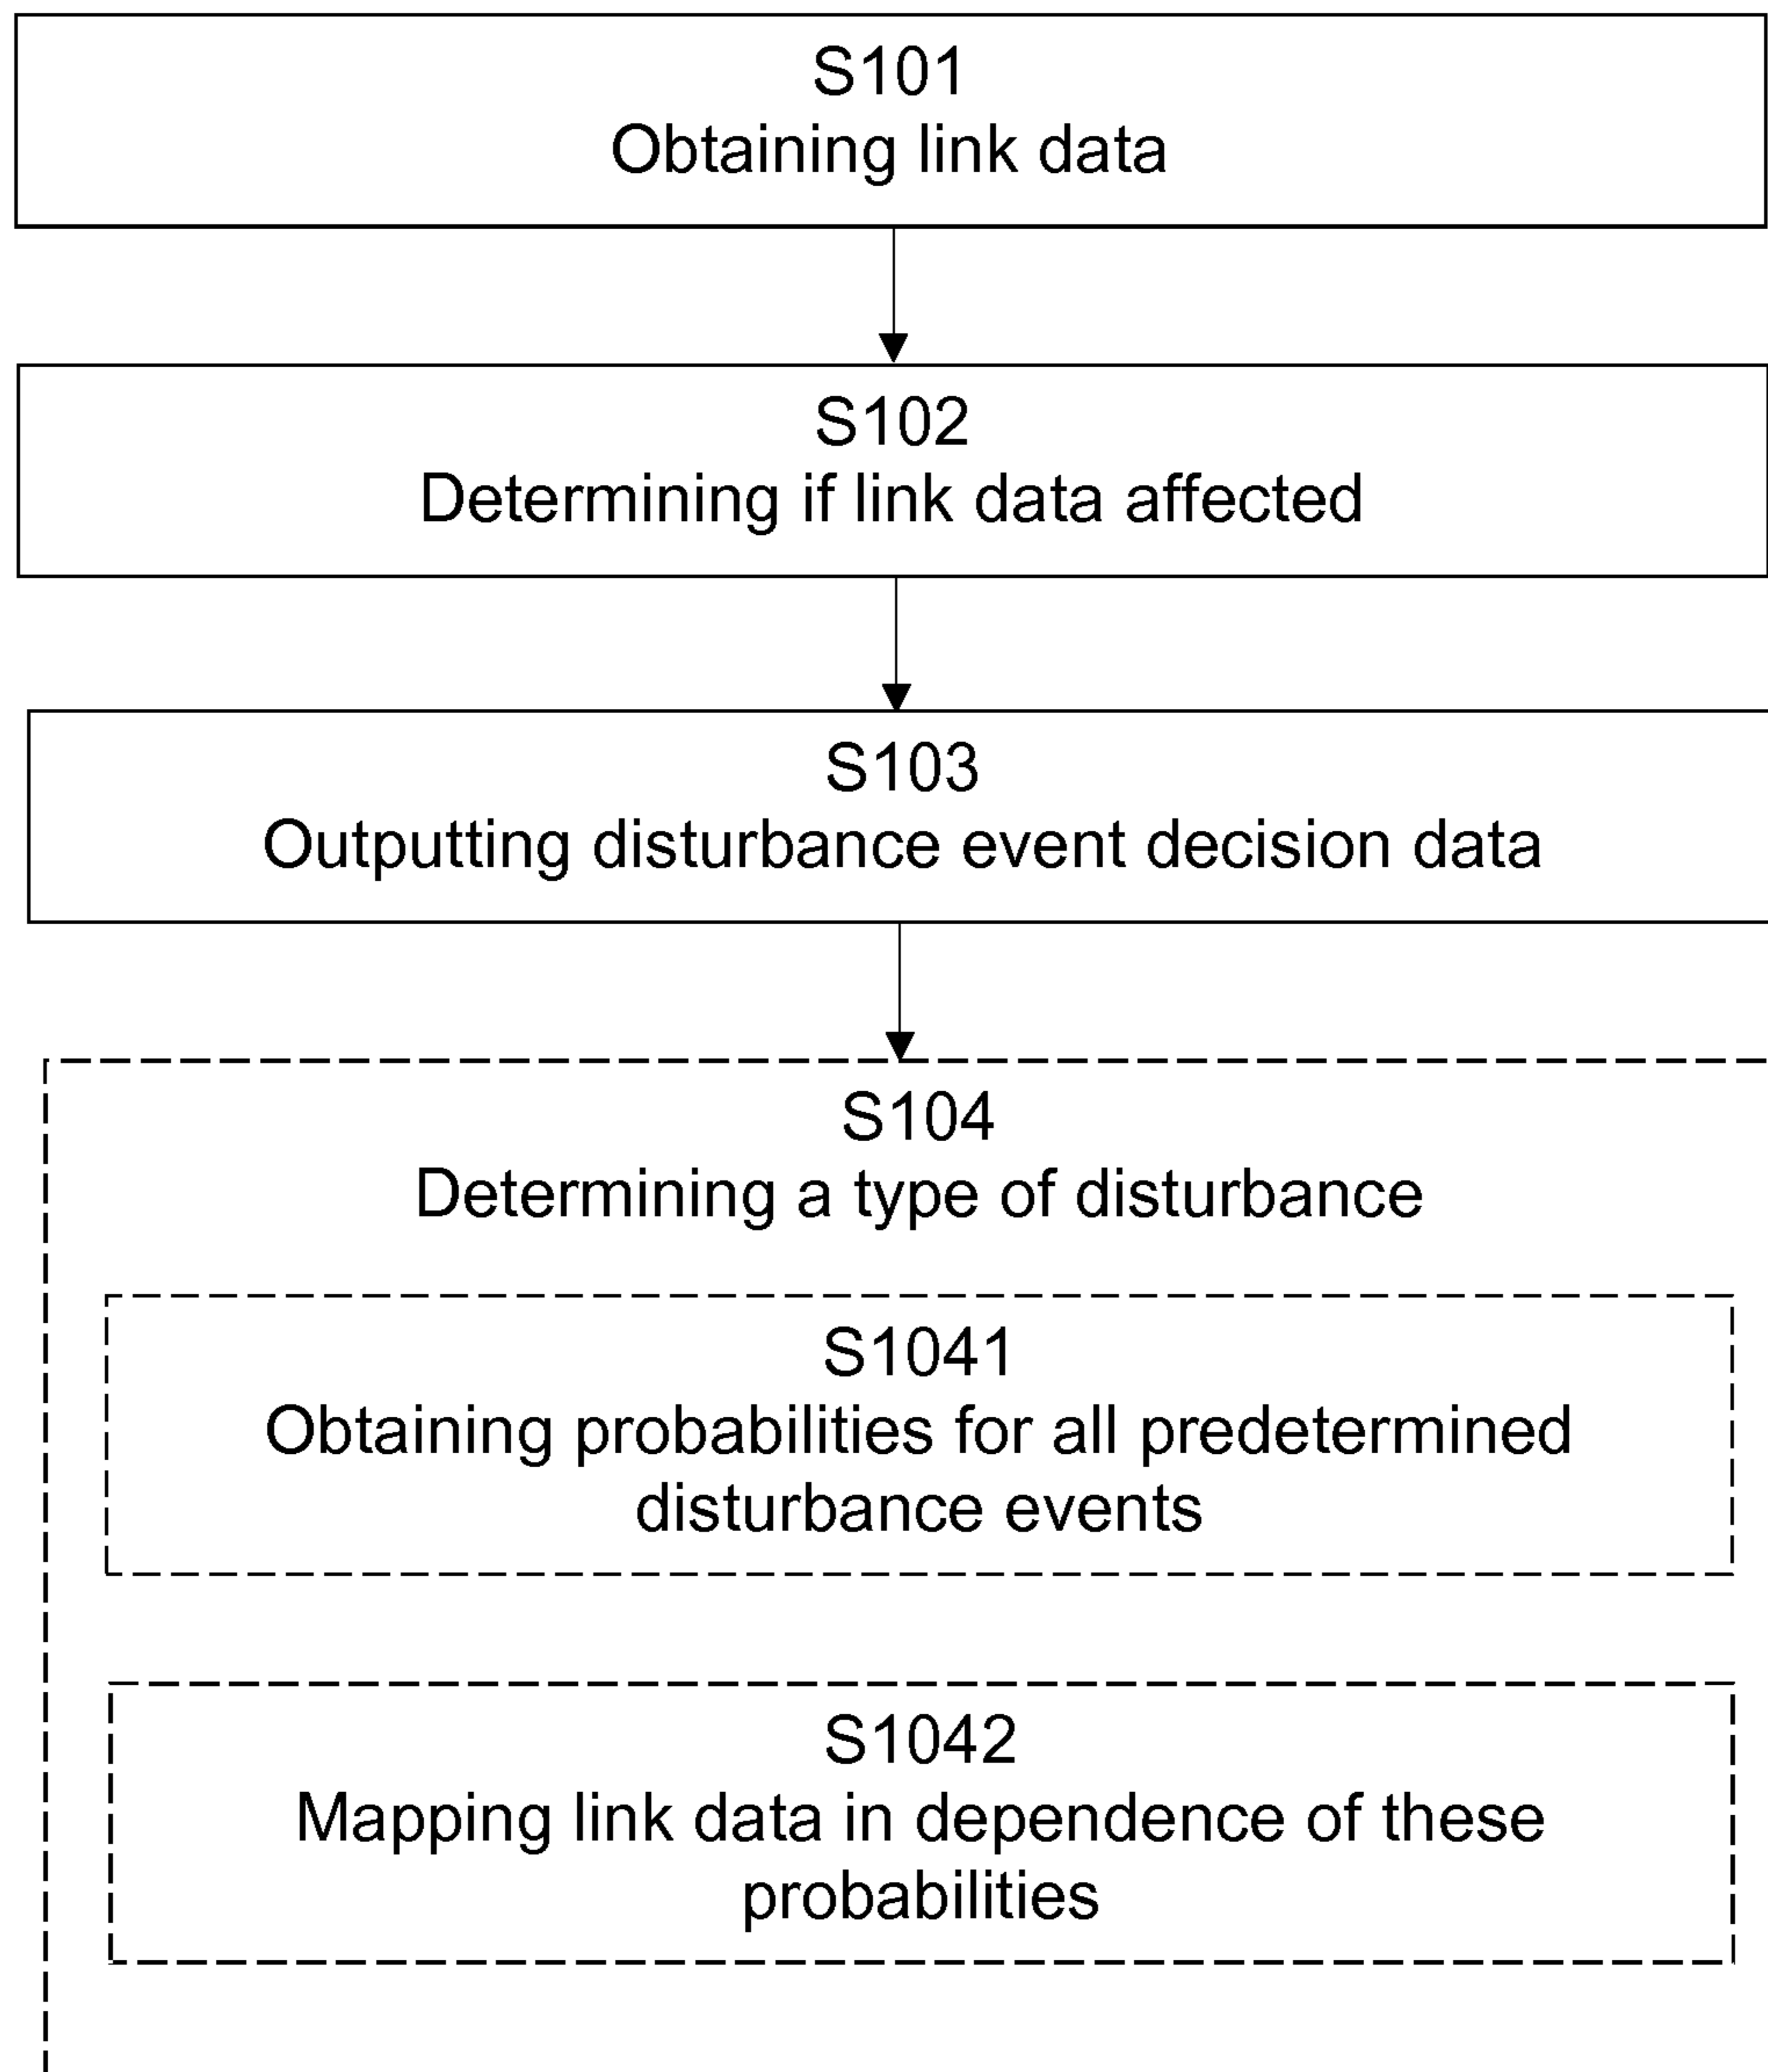 S101
Obtaining link data
S102
Determining if link data affected
S103
Outputting disturbance event decision data
S104
Determining a type of disturbance
S1041
Obtaining probabilities for all predetermined
disturbance events
S1042
Mapping link data in dependence of these
probabilities